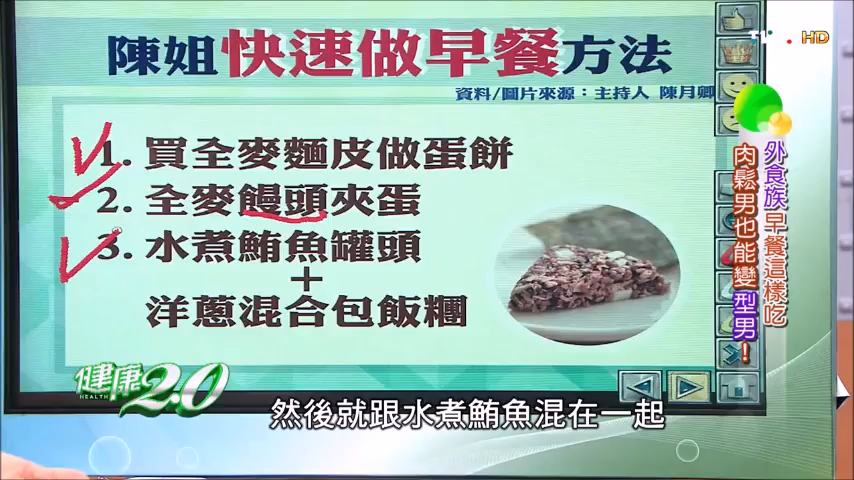 陳姐快速做早餐方法
資料/圖片來源：主持人 陳月卿
1. 買全麥麵皮做蛋餅
2. 全麥饅頭夾蛋
3. 水煮鮪魚罐頭
+
洋蔥混合包飯糰
HD
外食族早餐這樣吃
肉鬆男也能變型男！
健康2.0
HEALTH
然後就跟水煮鮪魚混在一起